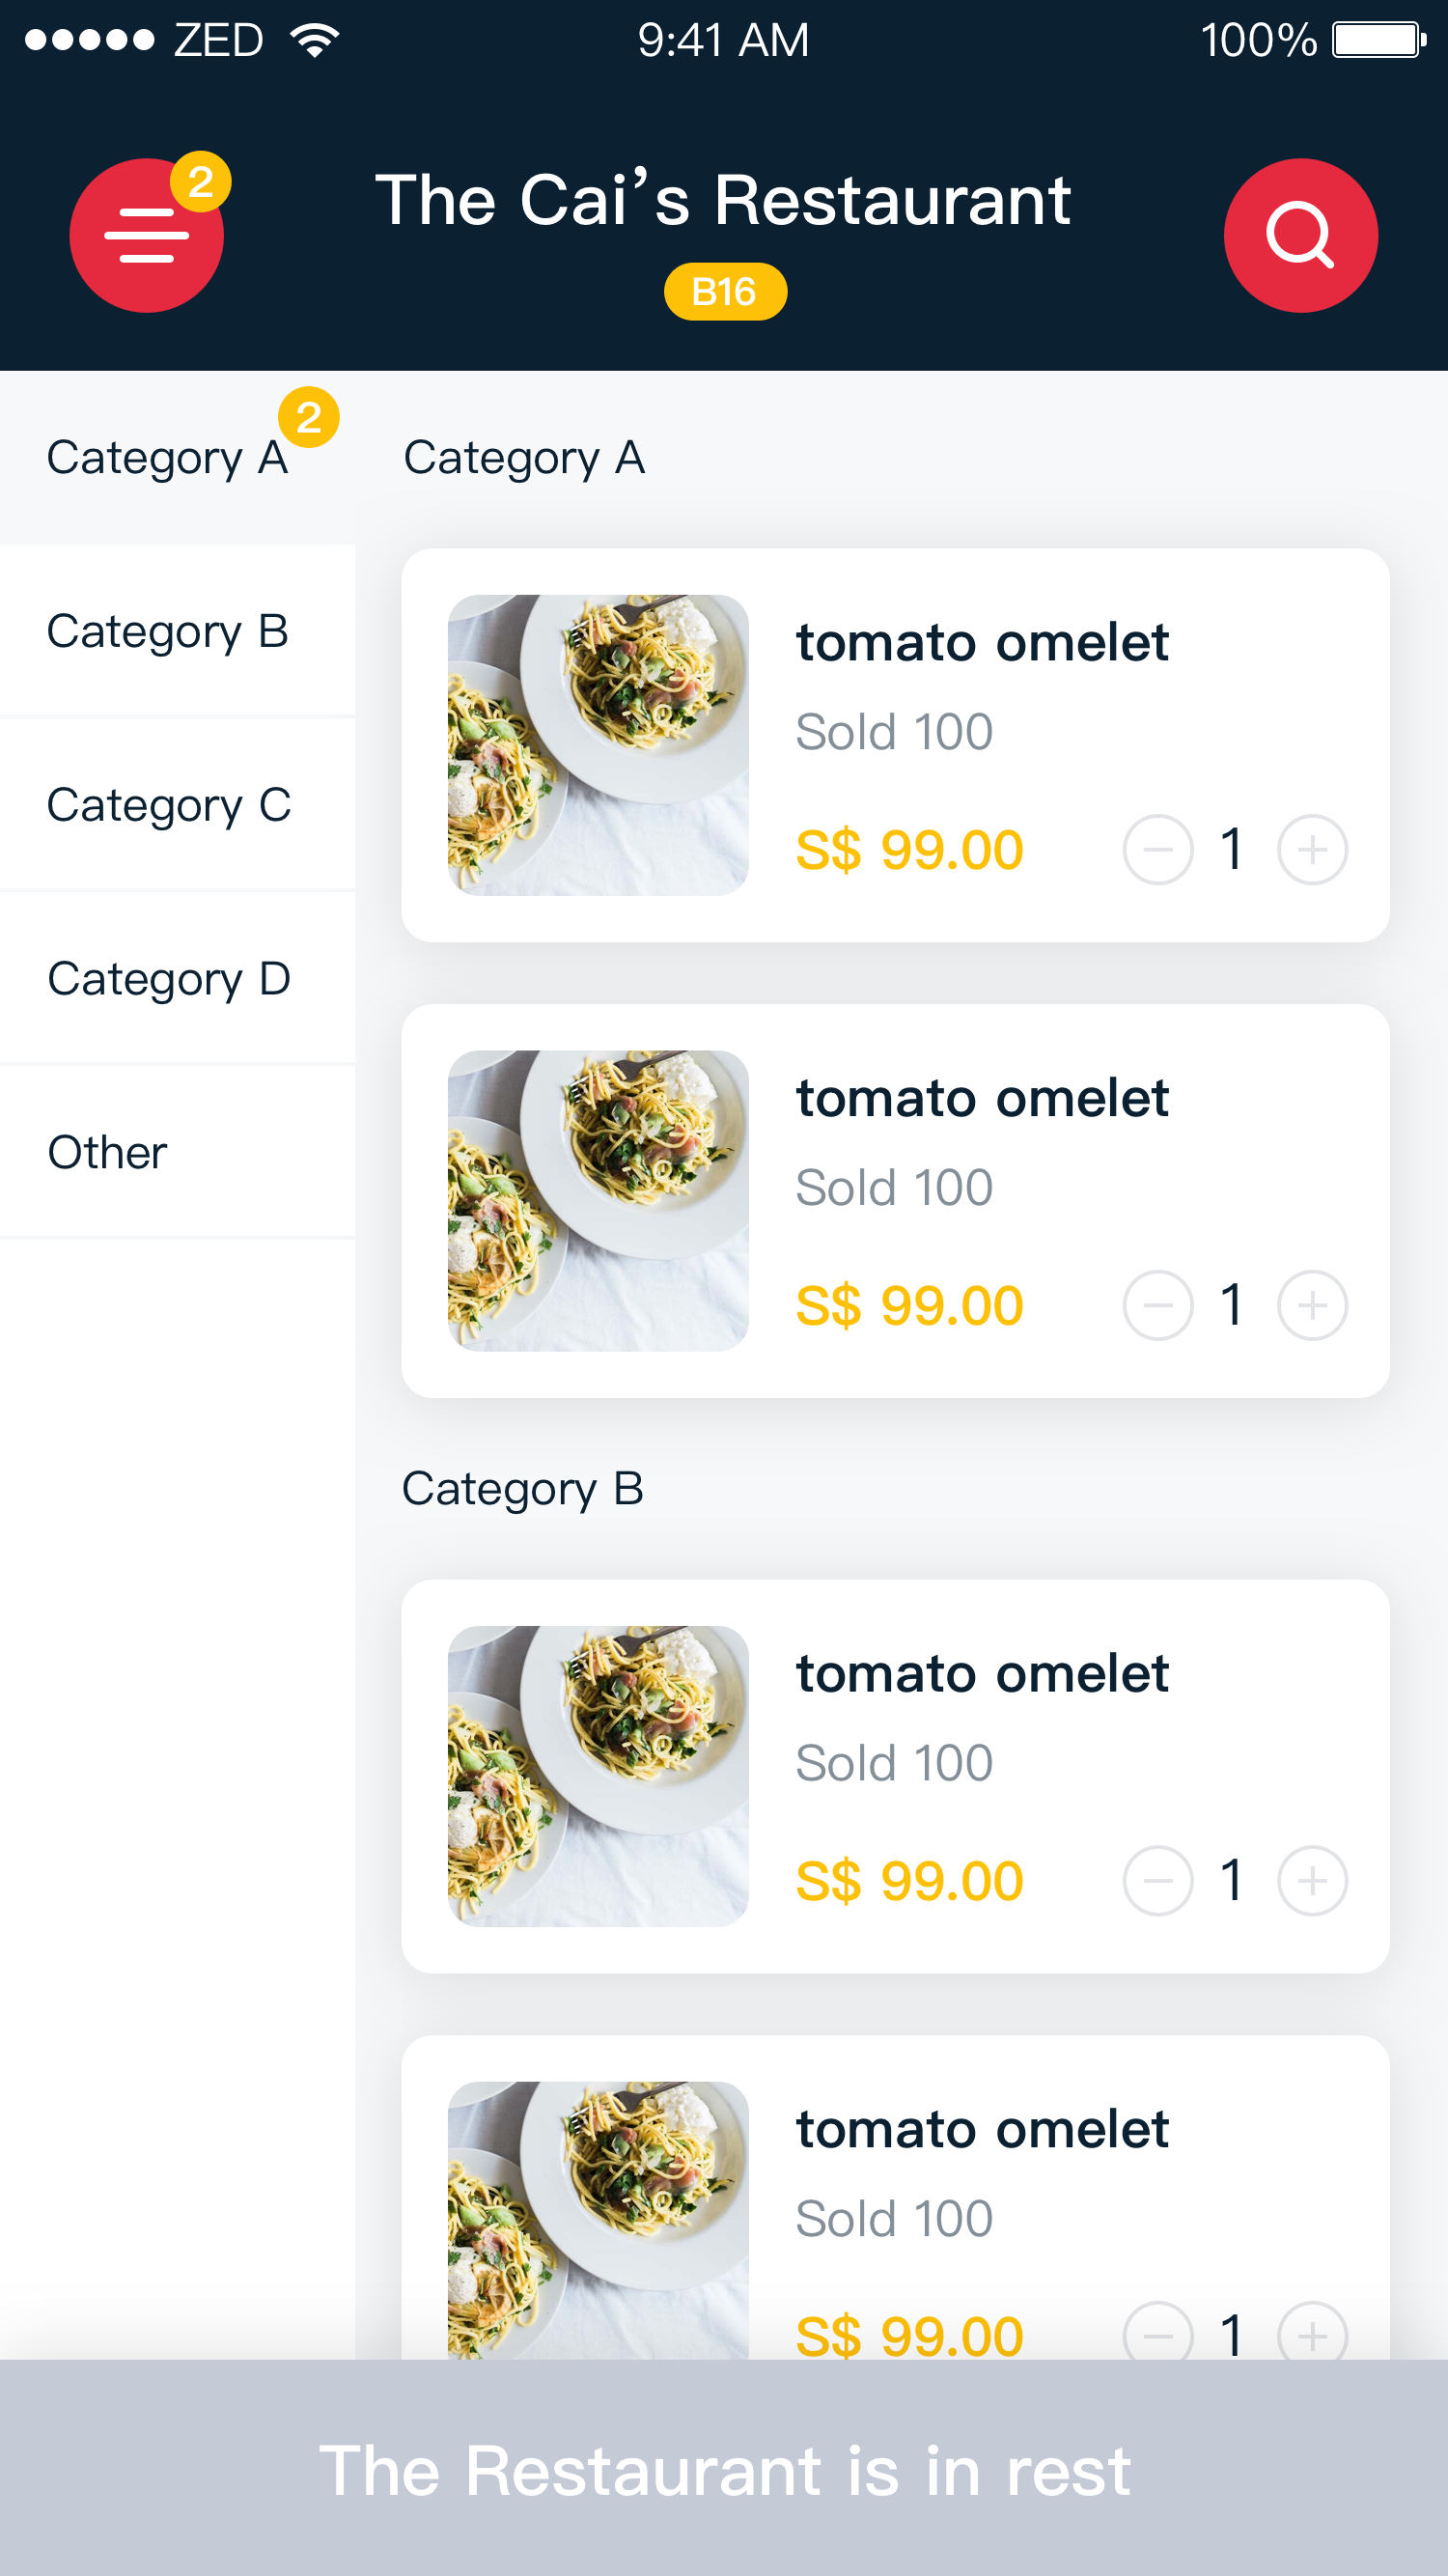 ZED
9:41 AM
100%
2
The Cai’s Restaurant
B16
2
Category A
Category B
Category C
Category D
Other
Category A
tomato omelet
Sold 100
S$ 99.00
1
tomato omelet
Sold 100
S$ 99.00
1
Category B
tomato omelet
Sold 100
S$ 99.00
1
tomato omelet
Sold 100
S$ 99.00
1
The Restaurant is in rest